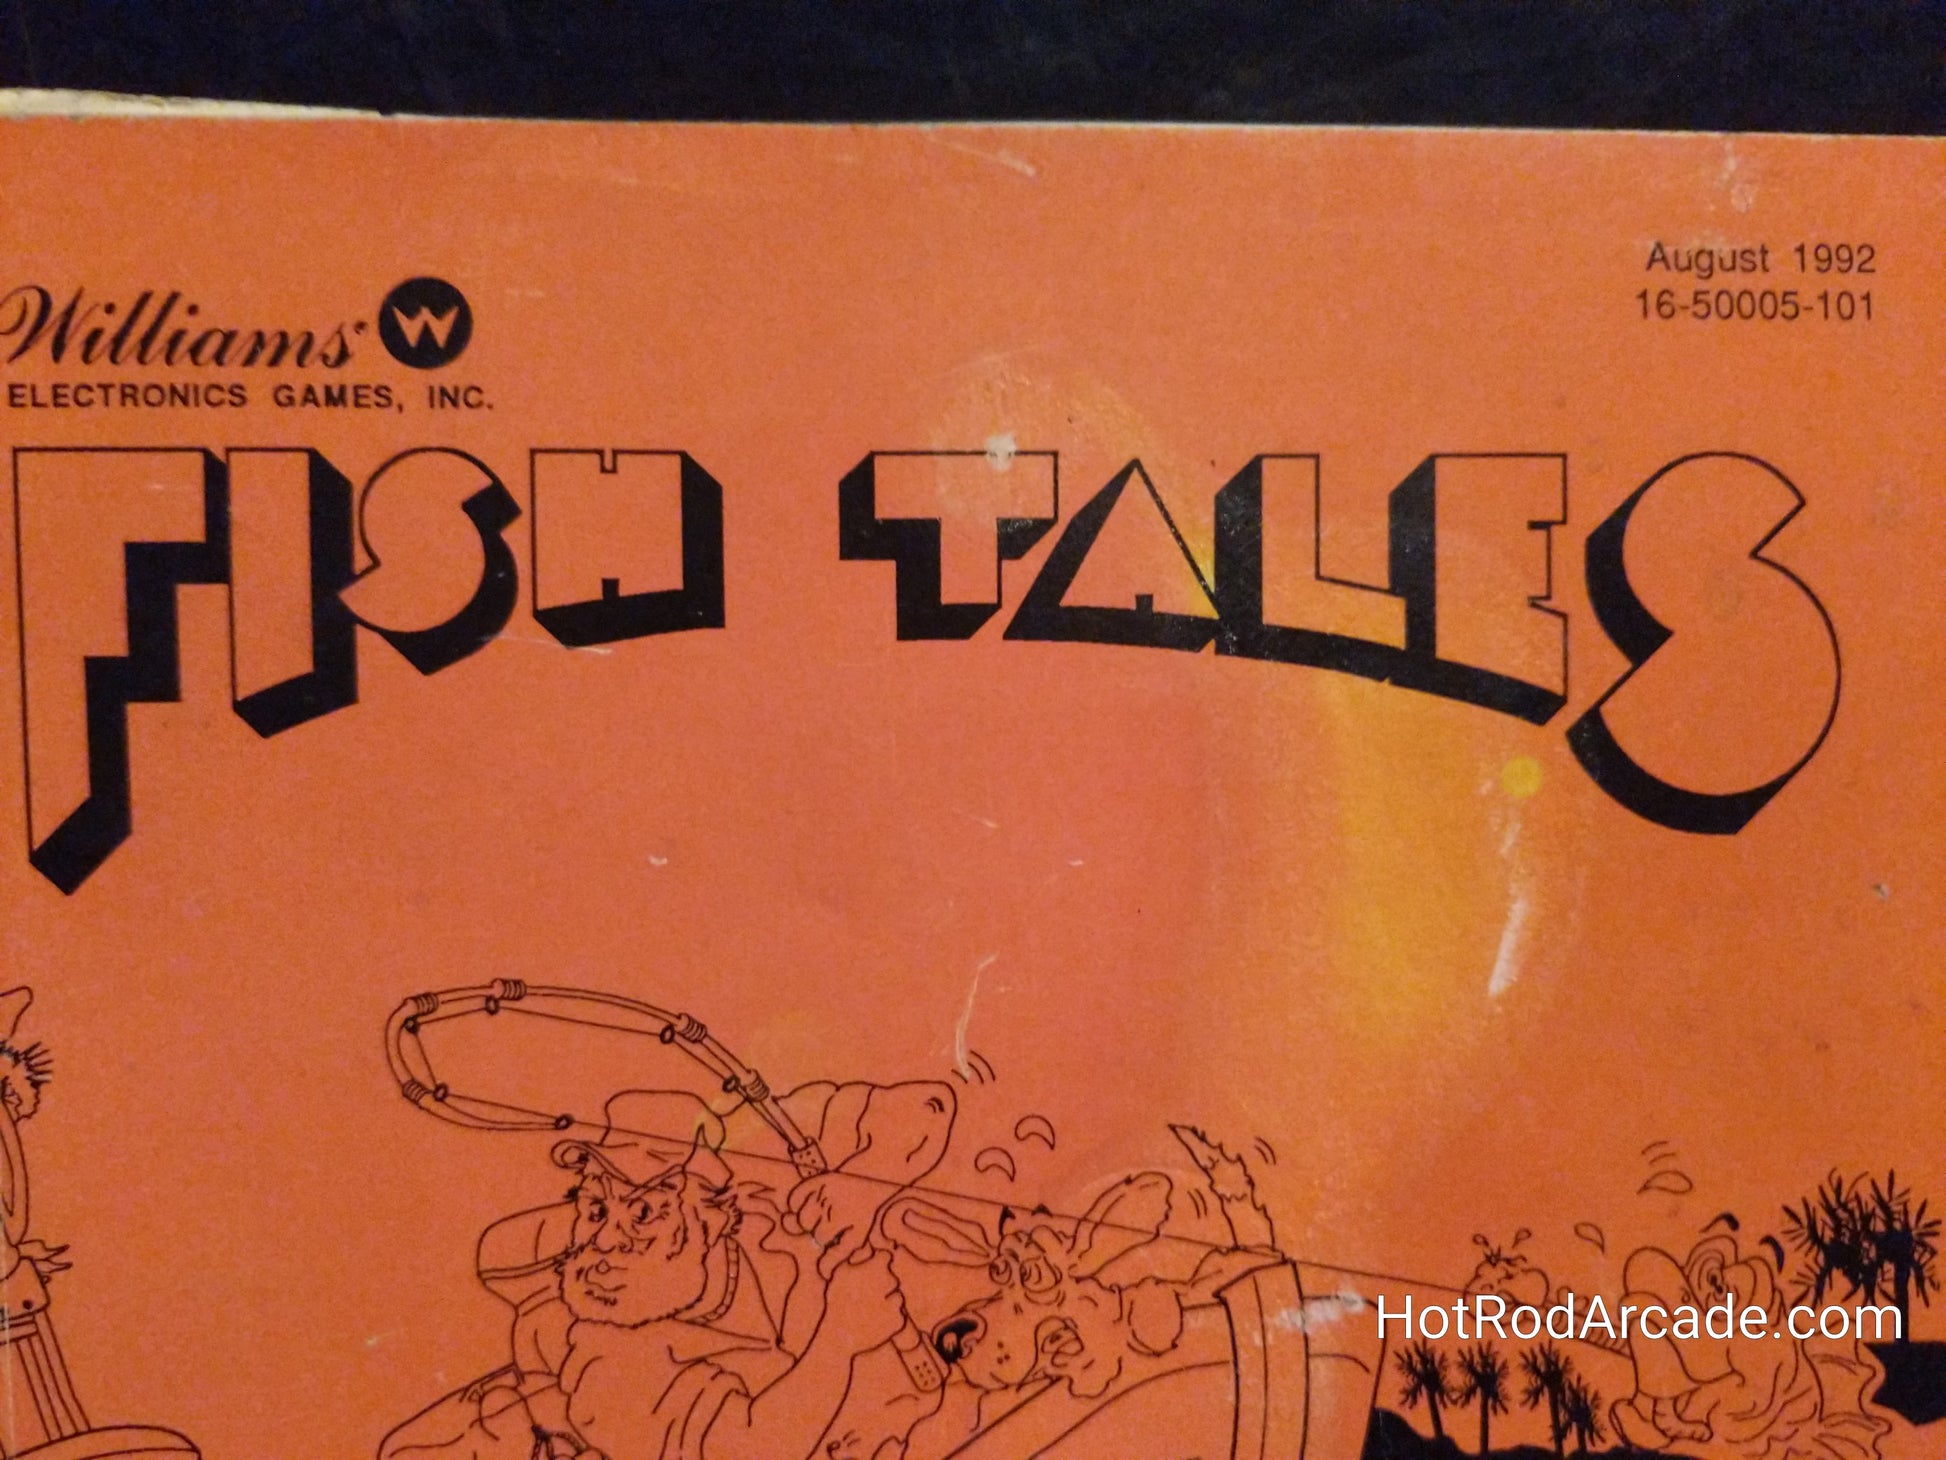 August 1992
16-50005-101
Williams
ELECTRONICS GAMES, INC.
FISH TALES
HotRodArcade.com